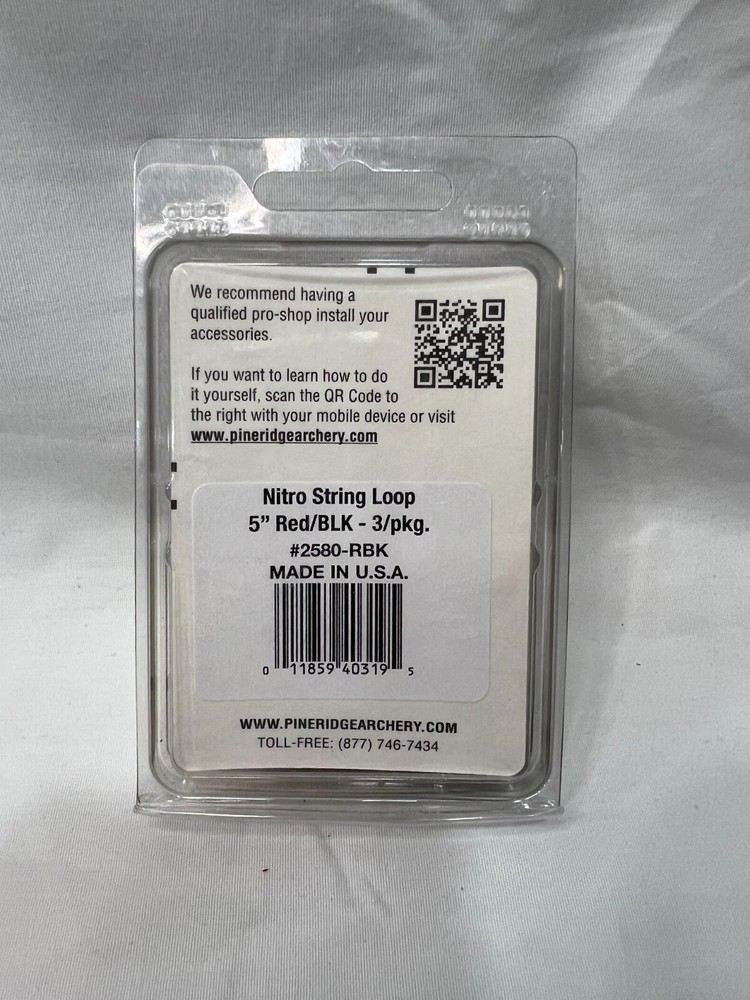 We recommend having a
qualified pro-shop install your
accessories.
If you want to learn how to do
it yourself, scan the QR Code to
the right with your mobile device or visit
www.pineridgearchery.com
Nitro String Loop
5” Red/BLK - 3/pkg.
#2580-RBK
MADE IN U.S.A.
0 11859 40319 5
WWW.PINERIDGEARCHERY.COM
TOLL-FREE: (877) 746-7434